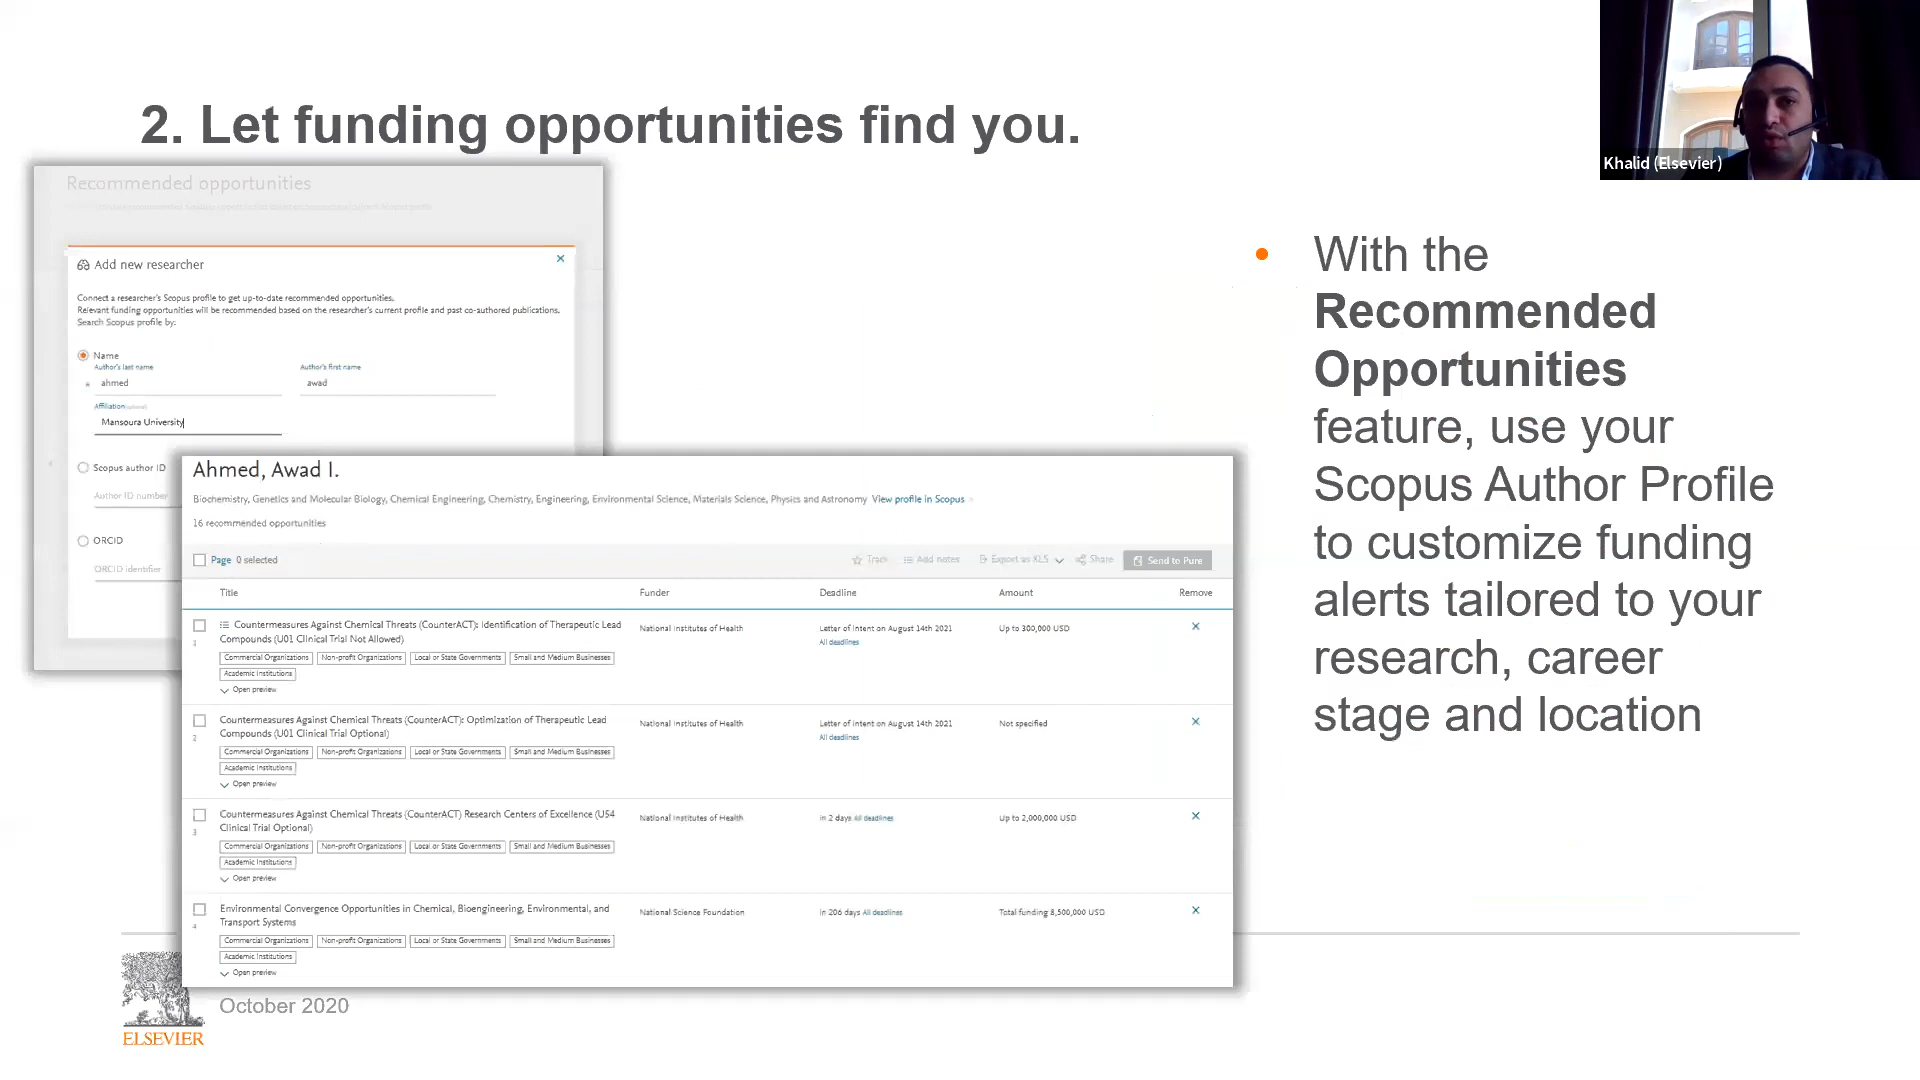 2. Let funding opportunities find you.
Khalid (Elsevier)
Recommended opportunities
Add new researcher
Connect a researcher's Scopus profile to get up-to-date recommended opportunities.
Relevant funding opportunities will be recommended based on the researcher's current profile and past co-authored publications.
Search Scopus profile by:
Name
Author's last name Author's first name
ahmed awad
Affiliation (optional)
Mansoura University
Scopus author ID
Author ID number
ORCID
ORCID identifier
Ahmed, Awad I.
Biochemistry, Genetics and Molecular Biology, Chemical Engineering, Chemistry, Engineering, Environmental Science, Materials Science, Physics and Astronomy View profile in Scopus
16 recommended opportunities
Page 0 selected Track Add notes Export as XLS Share Send to Pure
Title Funder Deadline Amount Remove
Countermeasures Against Chemical Threats (CounterACT): Identification of Therapeutic Lead National Institutes of Health Letter of Intent on August 14th 2021 Up to 300,000 USD
Compounds (U01 Clinical Trial Not Allowed) All deadlines
1
Commercial Organizations Non-profit Organizations Local or State Governments Small and Medium Businesses
Academic Institutions
Open preview
Countermeasures Against Chemical Threats (CounterACT): Optimization of Therapeutic Lead National Institutes of Health Letter of Intent on August 14th 2021 Not specified
Compounds (U01 Clinical Trial Optional) All deadlines
2
Commercial Organizations Non-profit Organizations Local or State Governments Small and Medium Businesses
Academic Institutions
Open preview
Countermeasures Against Chemical Threats (CounterACT) Research Centers of Excellence (U54 National Institutes of Health in 2 days All deadlines Up to 2,000,000 USD
Clinical Trial Optional)
3
Commercial Organizations Non-profit Organizations Local or State Governments Small and Medium Businesses
Academic Institutions
Open preview
Environmental Convergence Opportunities in Chemical, Bioengineering, Environmental, and National Science Foundation in 206 days All deadlines Total funding 8,500,000 USD
Transport Systems
4
Commercial Organizations Non-profit Organizations Local or State Governments Small and Medium Businesses
Academic Institutions
Open preview
• With the
Recommended
Opportunities
feature, use your
Scopus Author Profile
to customize funding
alerts tailored to your
research, career
stage and location
October 2020
ELSEVIER